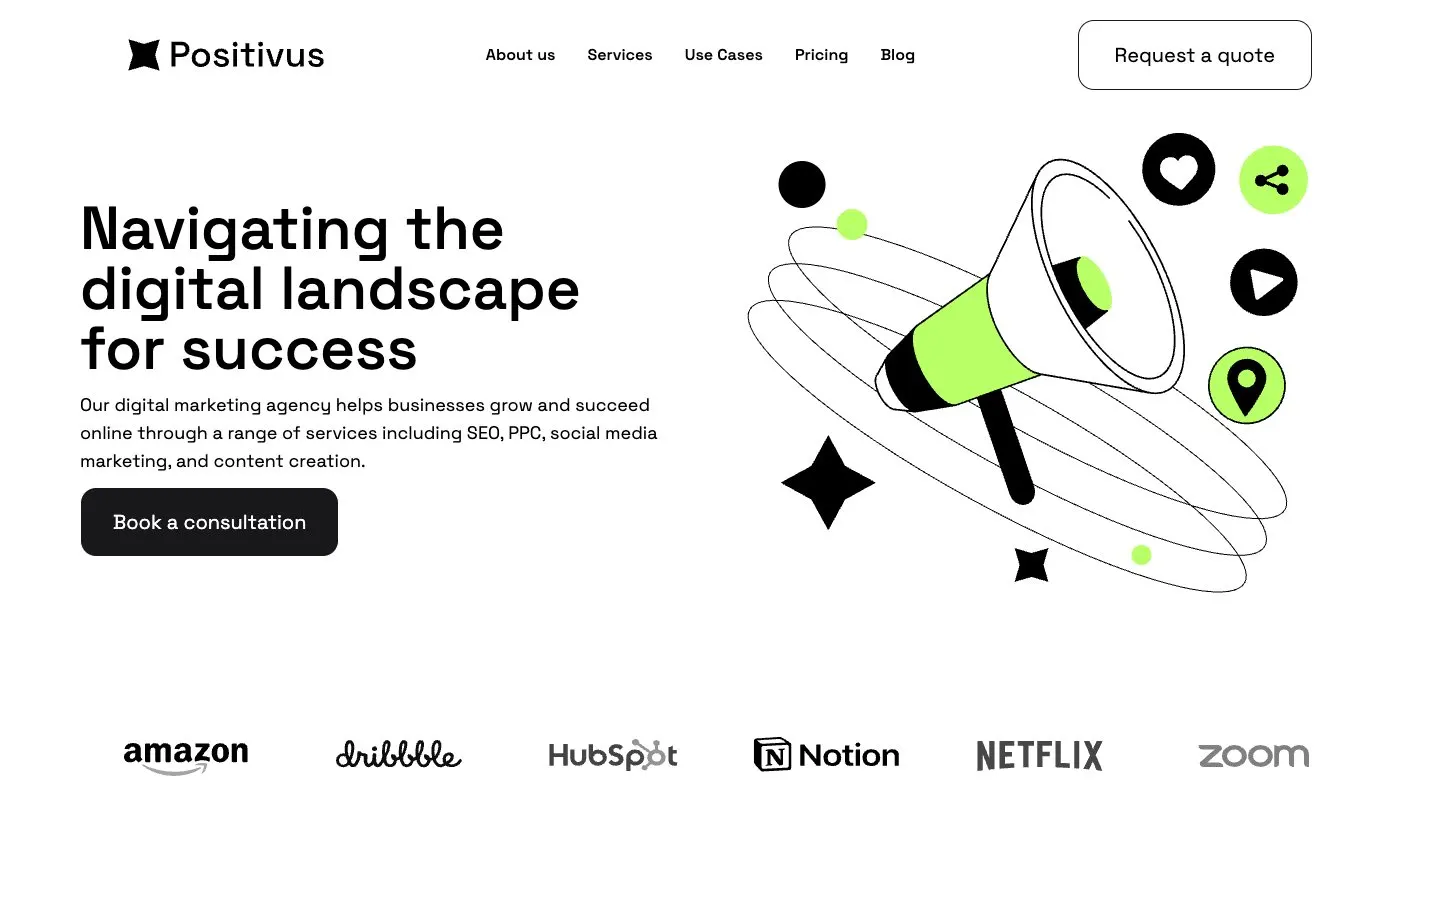 Positivus
About us Services Use Cases Pricing Blog
Request a quote
Navigating the
digital landscape
for success
Our digital marketing agency helps businesses grow and succeed
online through a range of services including SEO, PPC, social media
marketing, and content creation.
Book a consultation
amazon dribbble HubSpot N Notion NETFLIX zoom